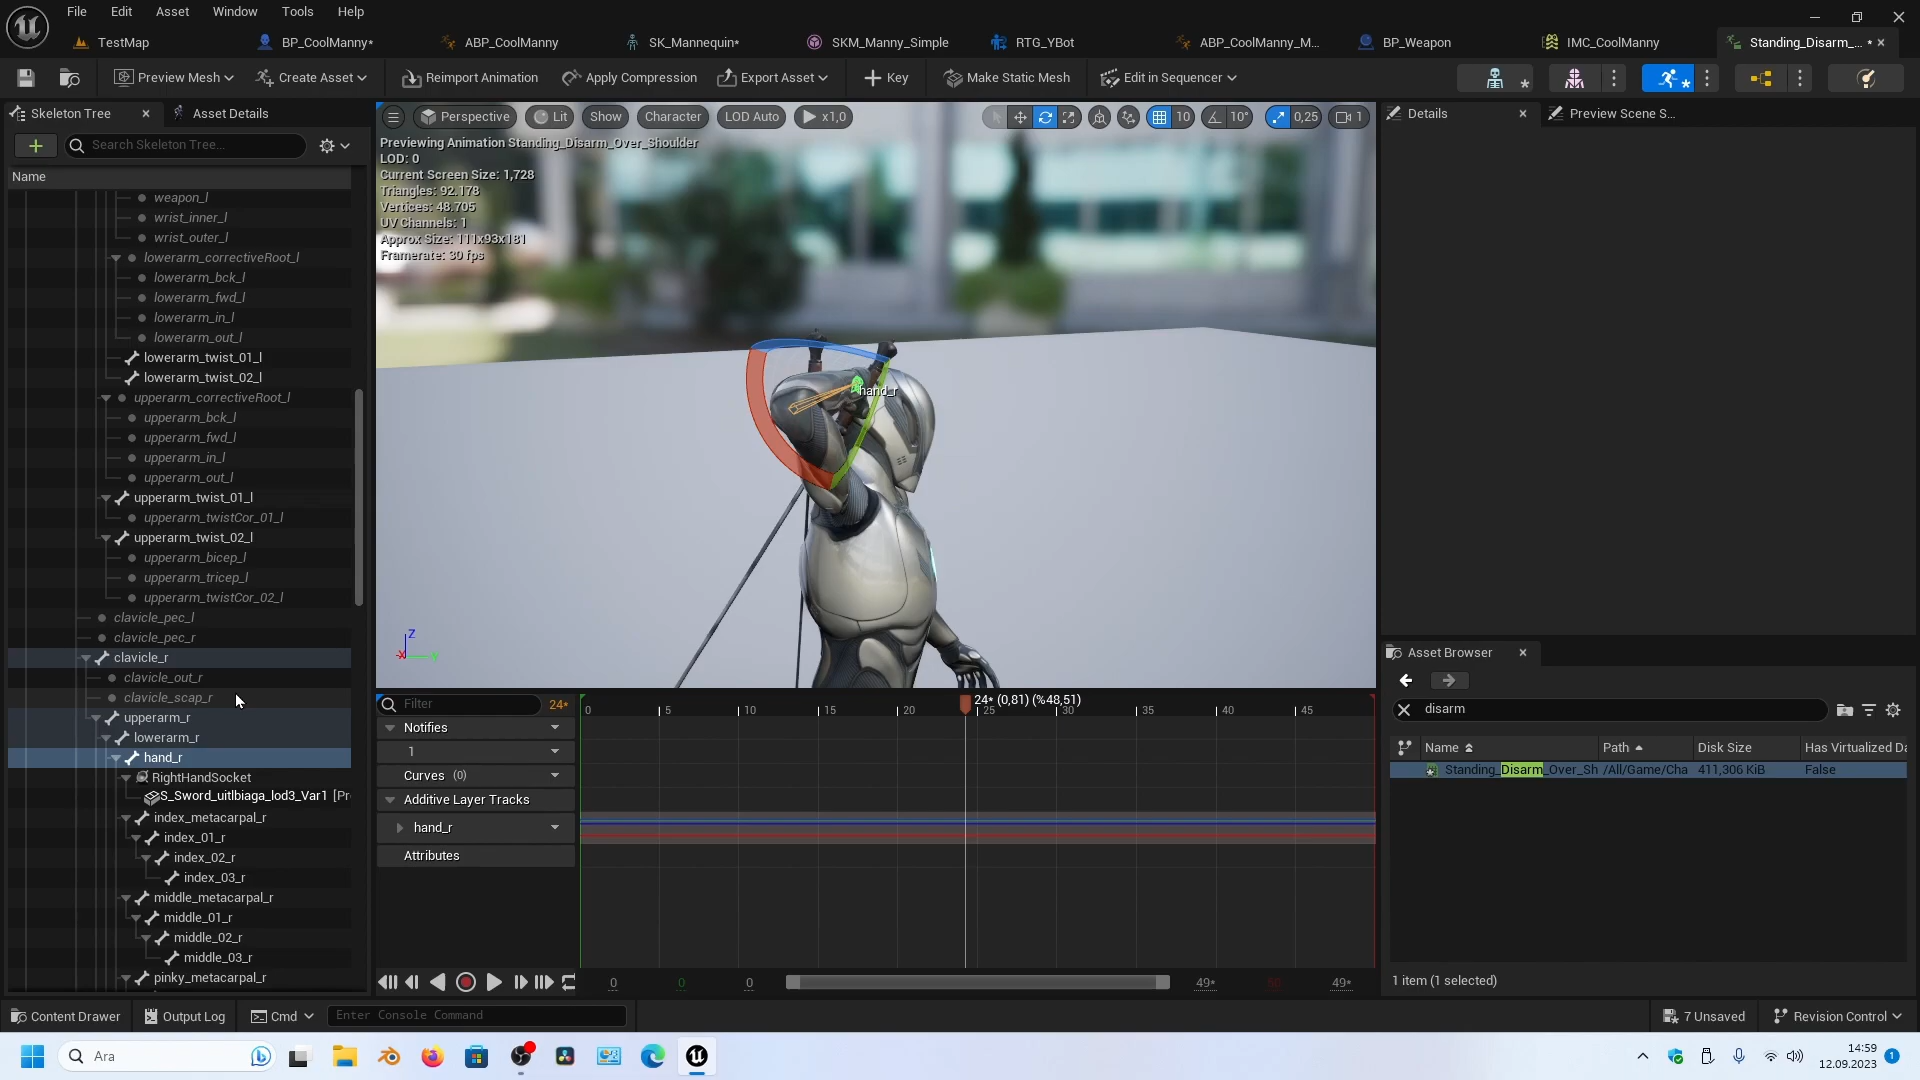 File Edit Asset Window Tools Help
TestMap BP_CoolManny* ABP_CoolManny SK_Mannequin* SKM_Manny_Simple RTG_YBot ABP_CoolManny_M... BP_Weapon IMC_CoolManny Standing_Disarm_... *
Preview Mesh Create Asset Reimport Animation Apply Compression Export Asset Key Make Static Mesh Edit in Sequencer
Skeleton Tree Asset Details
Search Skeleton Tree...
Name
weapon_l
wrist_inner_l
wrist_outer_l
lowerarm_correctiveRoot_l
lowerarm_bck_l
lowerarm_fwd_l
lowerarm_in_l
lowerarm_out_l
lowerarm_twist_01_l
lowerarm_twist_02_l
upperarm_correctiveRoot_l
upperarm_bck_l
upperarm_fwd_l
upperarm_in_l
upperarm_out_l
upperarm_twist_01_l
upperarm_twistCor_01_l
upperarm_twist_02_l
upperarm_bicep_l
upperarm_tricep_l
upperarm_twistCor_02_l
clavicle_pec_l
clavicle_pec_r
clavicle_r
clavicle_out_r
clavicle_scap_r
upperarm_r
lowerarm_r
hand_r
RightHandSocket
S_Sword_uitlbiaga_lod3_Var1 [Pr
index_metacarpal_r
index_01_r
index_02_r
index_03_r
middle_metacarpal_r
middle_01_r
middle_02_r
middle_03_r
pinky_metacarpal_r
Perspective Lit Show Character LOD Auto x1,0 10 10° 0,25 1
Previewing Animation Standing_Disarm_Over_Shoulder
LOD: 0
Current Screen Size: 1,728
Triangles: 92.178
Vertices: 48.705
UV Channels: 1
Approx Size: 111x93x181
Framerate: 30 fps
hand_r
Z
X Y
Filter 24*
24* (0,81) (%48,51)
0 5 10 15 20 25 30 35 40 45
Notifies
1
Curves (0)
Additive Layer Tracks
hand_r
Attributes
0 0 0 49* 50 49*
Details Preview Scene S...
Asset Browser
disarm
Name Path Disk Size Has Virtualized Da
Standing_Disarm_Over_Sh /All/Game/Cha 411,306 KiB False
1 item (1 selected)
Content Drawer Output Log Cmd Enter Console Command 7 Unsaved Revision Control
Ara
14:59
12.09.2023
1